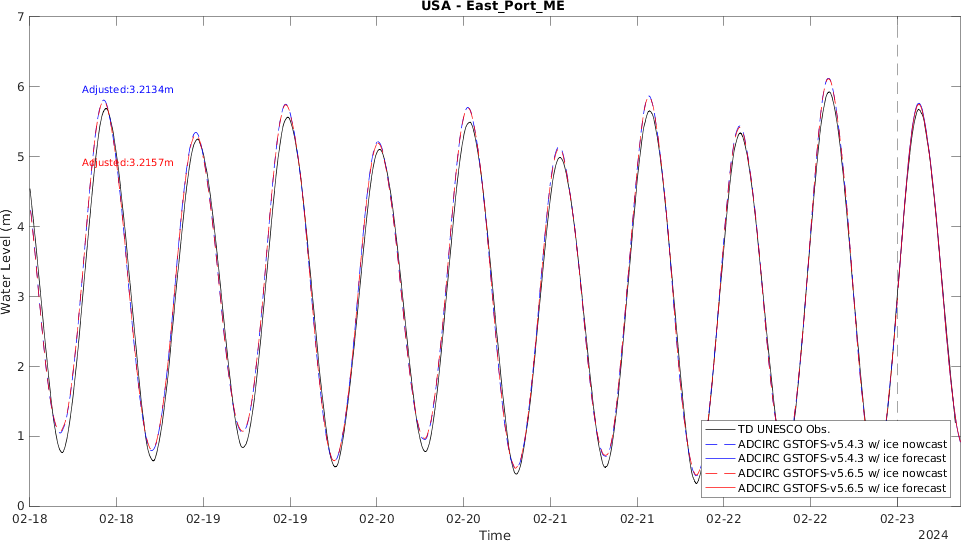 USA - East_Port_ME
7
6
5
4
3
2
1
0
Water Level (m)
Adjusted:3.2134m
Adjusted:3.2157m
TD UNESCO Obs.
ADCIRC GSTOFS-v5.4.3 w/ ice nowcast
ADCIRC GSTOFS-v5.4.3 w/ ice forecast
ADCIRC GSTOFS-v5.6.5 w/ ice nowcast
ADCIRC GSTOFS-v5.6.5 w/ ice forecast
02-18 02-18 02-19 02-19 02-20 02-20 02-21 02-21 02-22 02-22 02-23
Time
2024